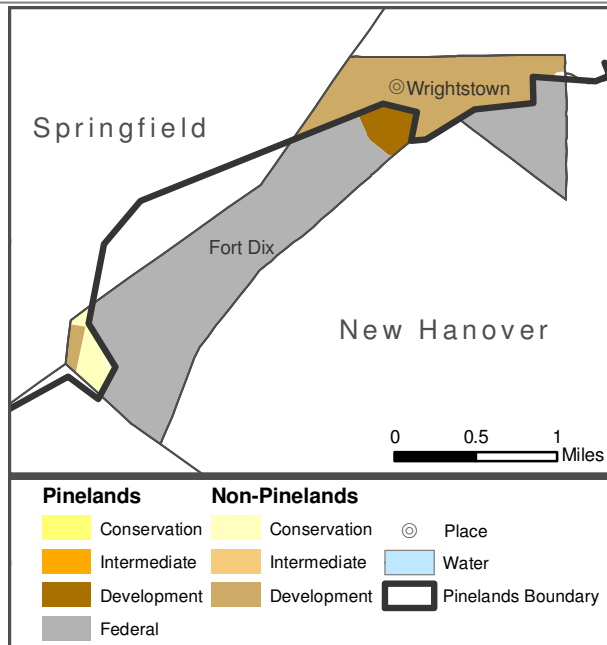 Wrightstown
Springfield
Fort Dix
New Hanover
0 0.5 1
Miles
Pinelands Non-Pinelands
Conservation Conservation Place
Intermediate Intermediate Water
Development Development Pinelands Boundary
Federal